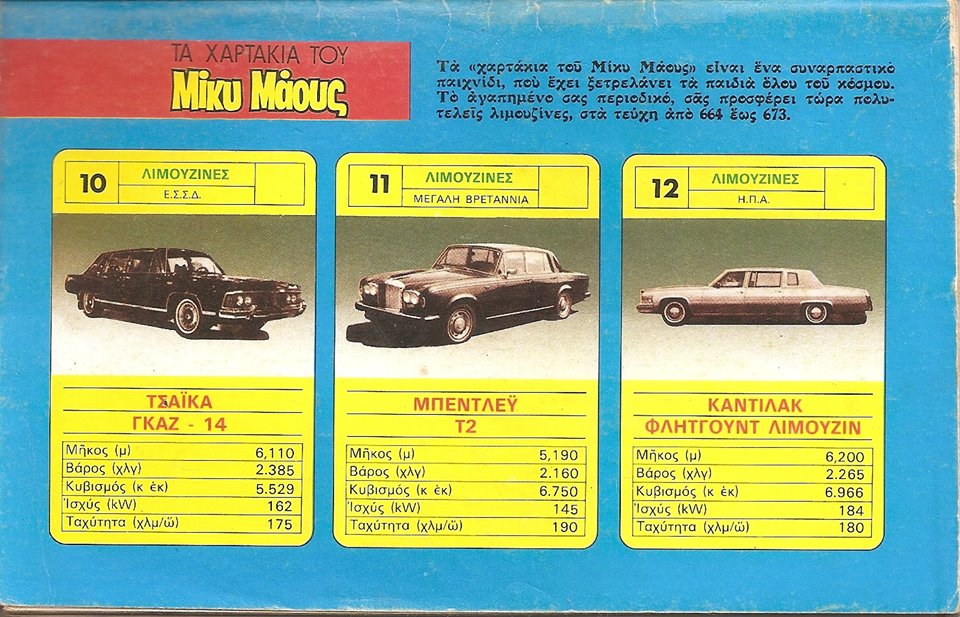 ΤΑ ΧΑΡΤΑΚΙΑ ΤΟΥ
Μίκυ Μάους
Τὰ «χαρτάκια τοῦ Μίκυ Μάους» εἶναι ἕνα συναρπαστικὸ
παιχνίδι, ποὺ ἔχει ξετρελάνει τὰ παιδιὰ ὅλου τοῦ κόσμου.
Τὸ ἀγαπημένο σας περιοδικό, σᾶς προσφέρει τώρα πολυ-
τελεῖς λιμουζίνες, στὰ τεύχη ἀπὸ 664 ἕως 673.
10
ΛΙΜΟΥΖΙΝΕΣ
Ε.Σ.Σ.Δ.
ΤΣΑΪΚΑ
ΓΚΑΖ - 14
Μῆκος (μ) 6,110
Βάρος (χλγ) 2.385
Κυβισμός (κ ἐκ) 5.529
Ἰσχύς (kW) 162
Ταχύτητα (χλμ/ὥ) 175
11
ΛΙΜΟΥΖΙΝΕΣ
ΜΕΓΑΛΗ ΒΡΕΤΑΝΝΙΑ
ΜΠΕΝΤΛΕΫ
Τ2
Μῆκος (μ) 5,190
Βάρος (χλγ) 2.160
Κυβισμός (κ ἐκ) 6.750
Ἰσχύς (kW) 145
Ταχύτητα (χλμ/ὥ) 190
12
ΛΙΜΟΥΖΙΝΕΣ
Η.Π.Α.
ΚΑΝΤΙΛΑΚ
ΦΛΗΤΓΟΥΝΤ ΛΙΜΟΥΖΙΝ
Μῆκος (μ) 6,200
Βάρος (χλγ) 2.265
Κυβισμός (κ ἐκ) 6.966
Ἰσχύς (kW) 184
Ταχύτητα (χλμ/ὥ) 180